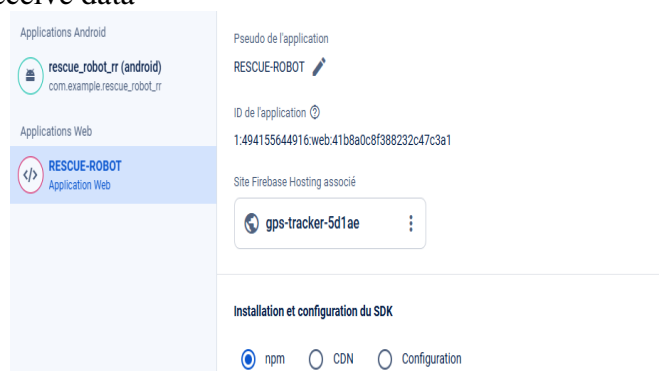 eceive data
Applications Android
rescue_robot_rr (android)
com.example.rescue_robot_rr
Applications Web
RESCUE-ROBOT
Application Web
Pseudo de l'application
RESCUE-ROBOT
ID de l'application
1:494155644916:web:41b8a0c8f388232c47c3a1
Site Firebase Hosting associé
gps-tracker-5d1ae
Installation et configuration du SDK
npm CDN Configuration